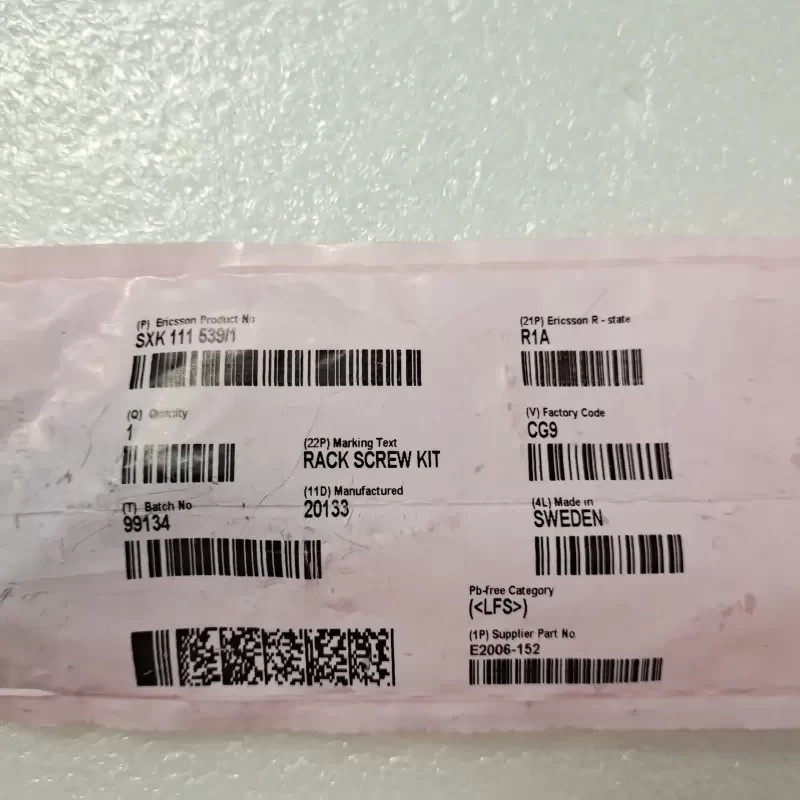 (P) Ericsson Product No
SXK 111 539/1
(21P) Ericsson R - state
R1A
(Q) Quantity
1
(V) Factory Code
CG9
(22P) Marking Text
RACK SCREW KIT
(11D) Manufactured
20133
(T) Batch No
99134
(4L) Made in
SWEDEN
Pb-free Category
(<LFS>)
(1P) Supplier Part No
E2006-152